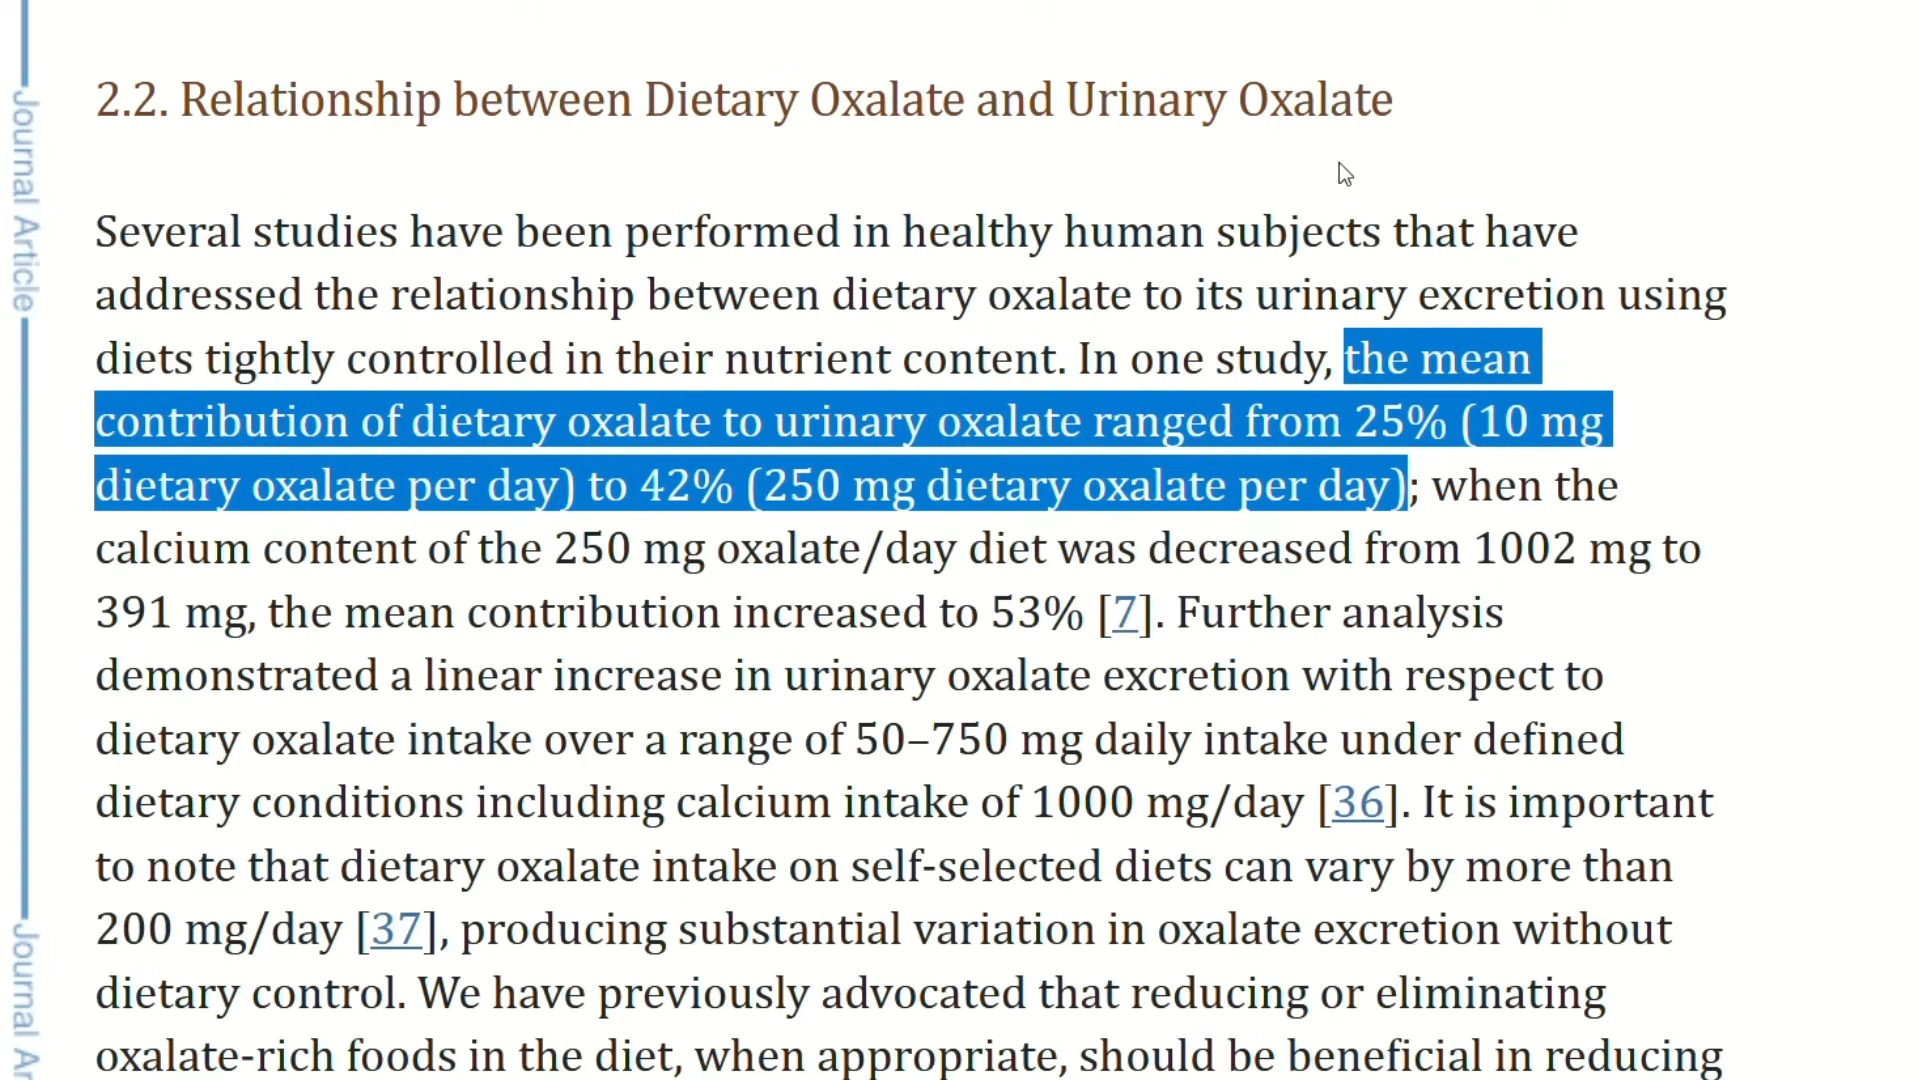 2.2. Relationship between Dietary Oxalate and Urinary Oxalate
Several studies have been performed in healthy human subjects that have
addressed the relationship between dietary oxalate to its urinary excretion using
diets tightly controlled in their nutrient content. In one study, the mean
contribution of dietary oxalate to urinary oxalate ranged from 25% (10 mg
dietary oxalate per day) to 42% (250 mg dietary oxalate per day); when the
calcium content of the 250 mg oxalate/day diet was decreased from 1002 mg to
391 mg, the mean contribution increased to 53% [7]. Further analysis
demonstrated a linear increase in urinary oxalate excretion with respect to
dietary oxalate intake over a range of 50–750 mg daily intake under defined
dietary conditions including calcium intake of 1000 mg/day [36]. It is important
to note that dietary oxalate intake on self-selected diets can vary by more than
200 mg/day [37], producing substantial variation in oxalate excretion without
dietary control. We have previously advocated that reducing or eliminating
oxalate-rich foods in the diet, when appropriate, should be beneficial in reducing
Journal Article
Journal Ar